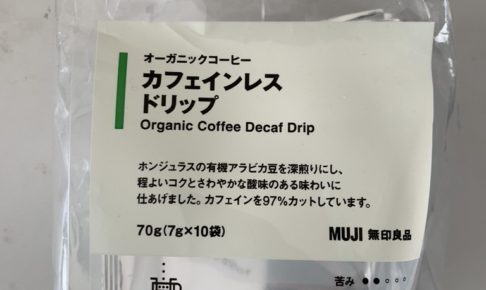 オーガニックコーヒー
カフェインレス
ドリップ
Organic Coffee Decaf Drip
ホンジュラスの有機アラビカ豆を深煎りにし、
程よいコクとさわやかな酸味のある味わいに
仕あげました。カフェインを97%カットしています。
70g(7g×10袋) MUJI 無印良品
苦み ●●○○○